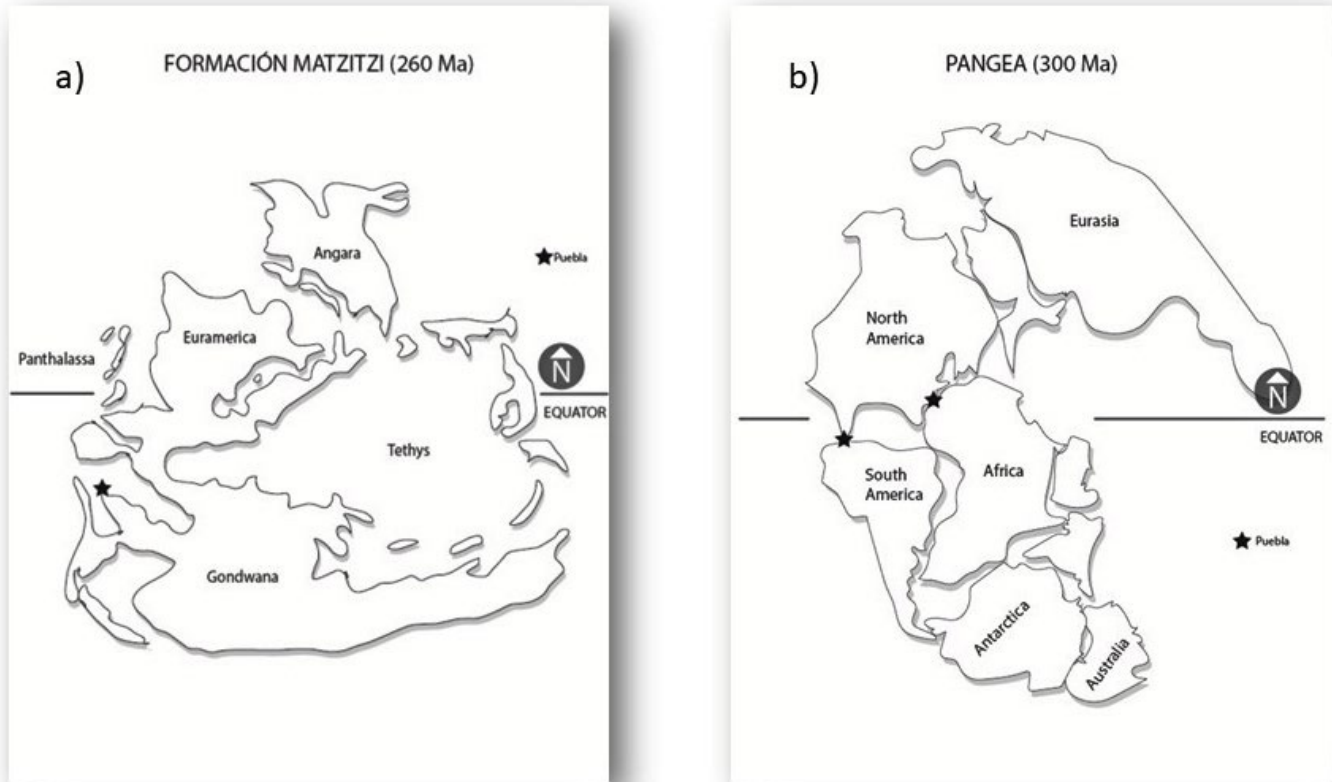 a)
FORMACIÓN MATZITZI (260 Ma)
Angara
Puebla
Euramerica
Panthalassa
N
EQUATOR
Tethys
Gondwana
b)
PANGEA (300 Ma)
Eurasia
North
America
N
EQUATOR
South
America
Africa
Puebla
Antarctica
Australia